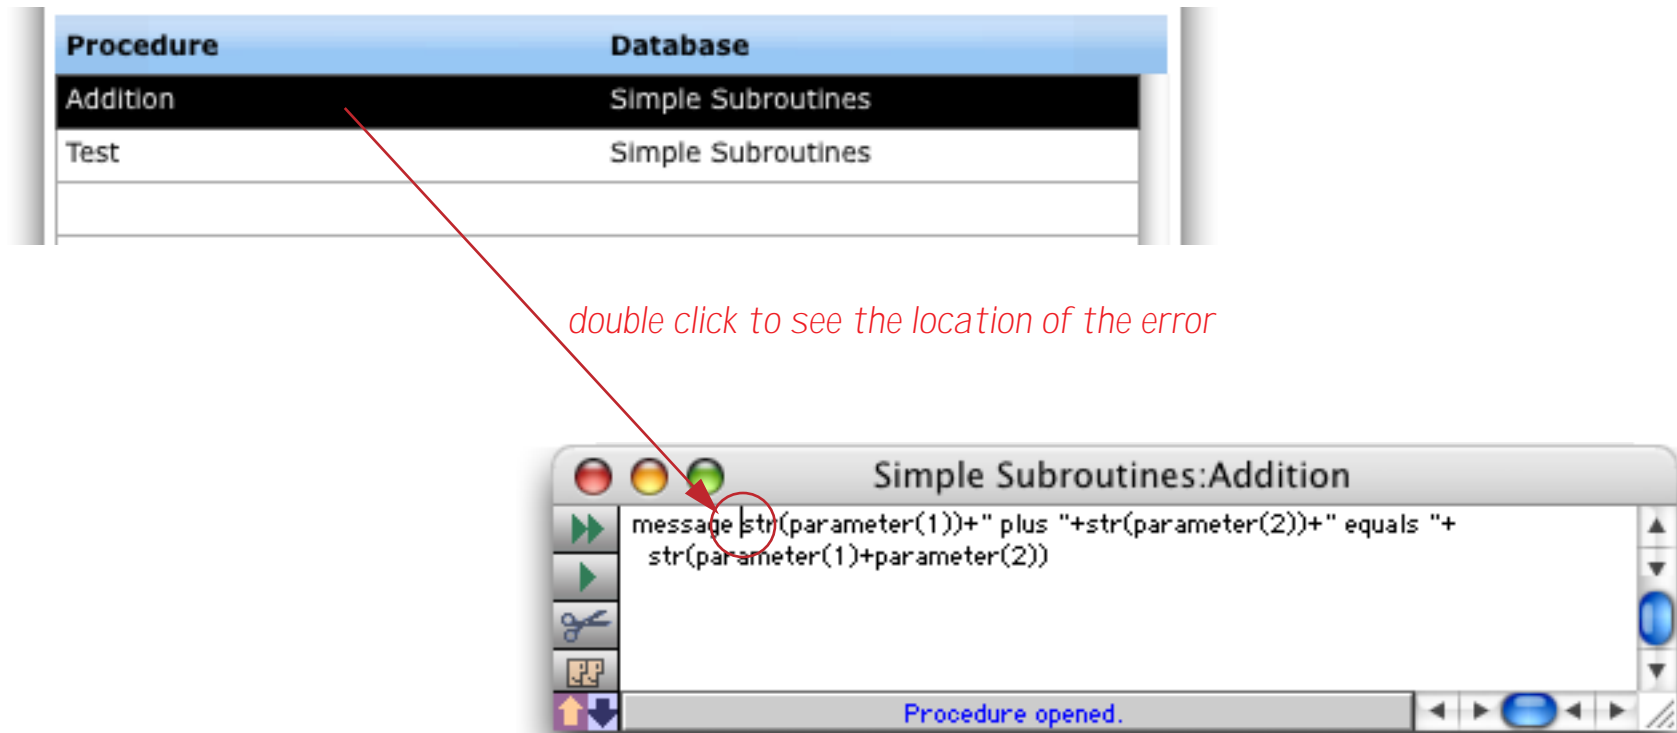 Procedure Database
Addition Simple Subroutines
Test Simple Subroutines
double click to see the location of the error
Simple Subroutines:Addition
message str(parameter(1))+" plus "+str(parameter(2))+" equals "+
str(parameter(1)+parameter(2))
Procedure opened.